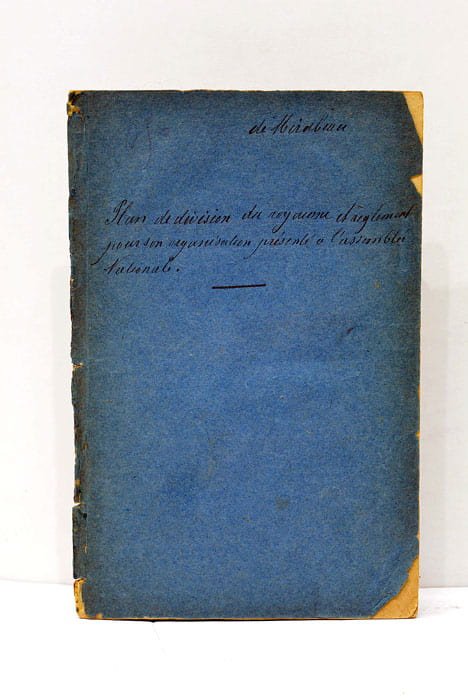 de Mirabeau
Plan de division du royaume et règlement
pour son organisation présenté à l'assemblée
Nationale.